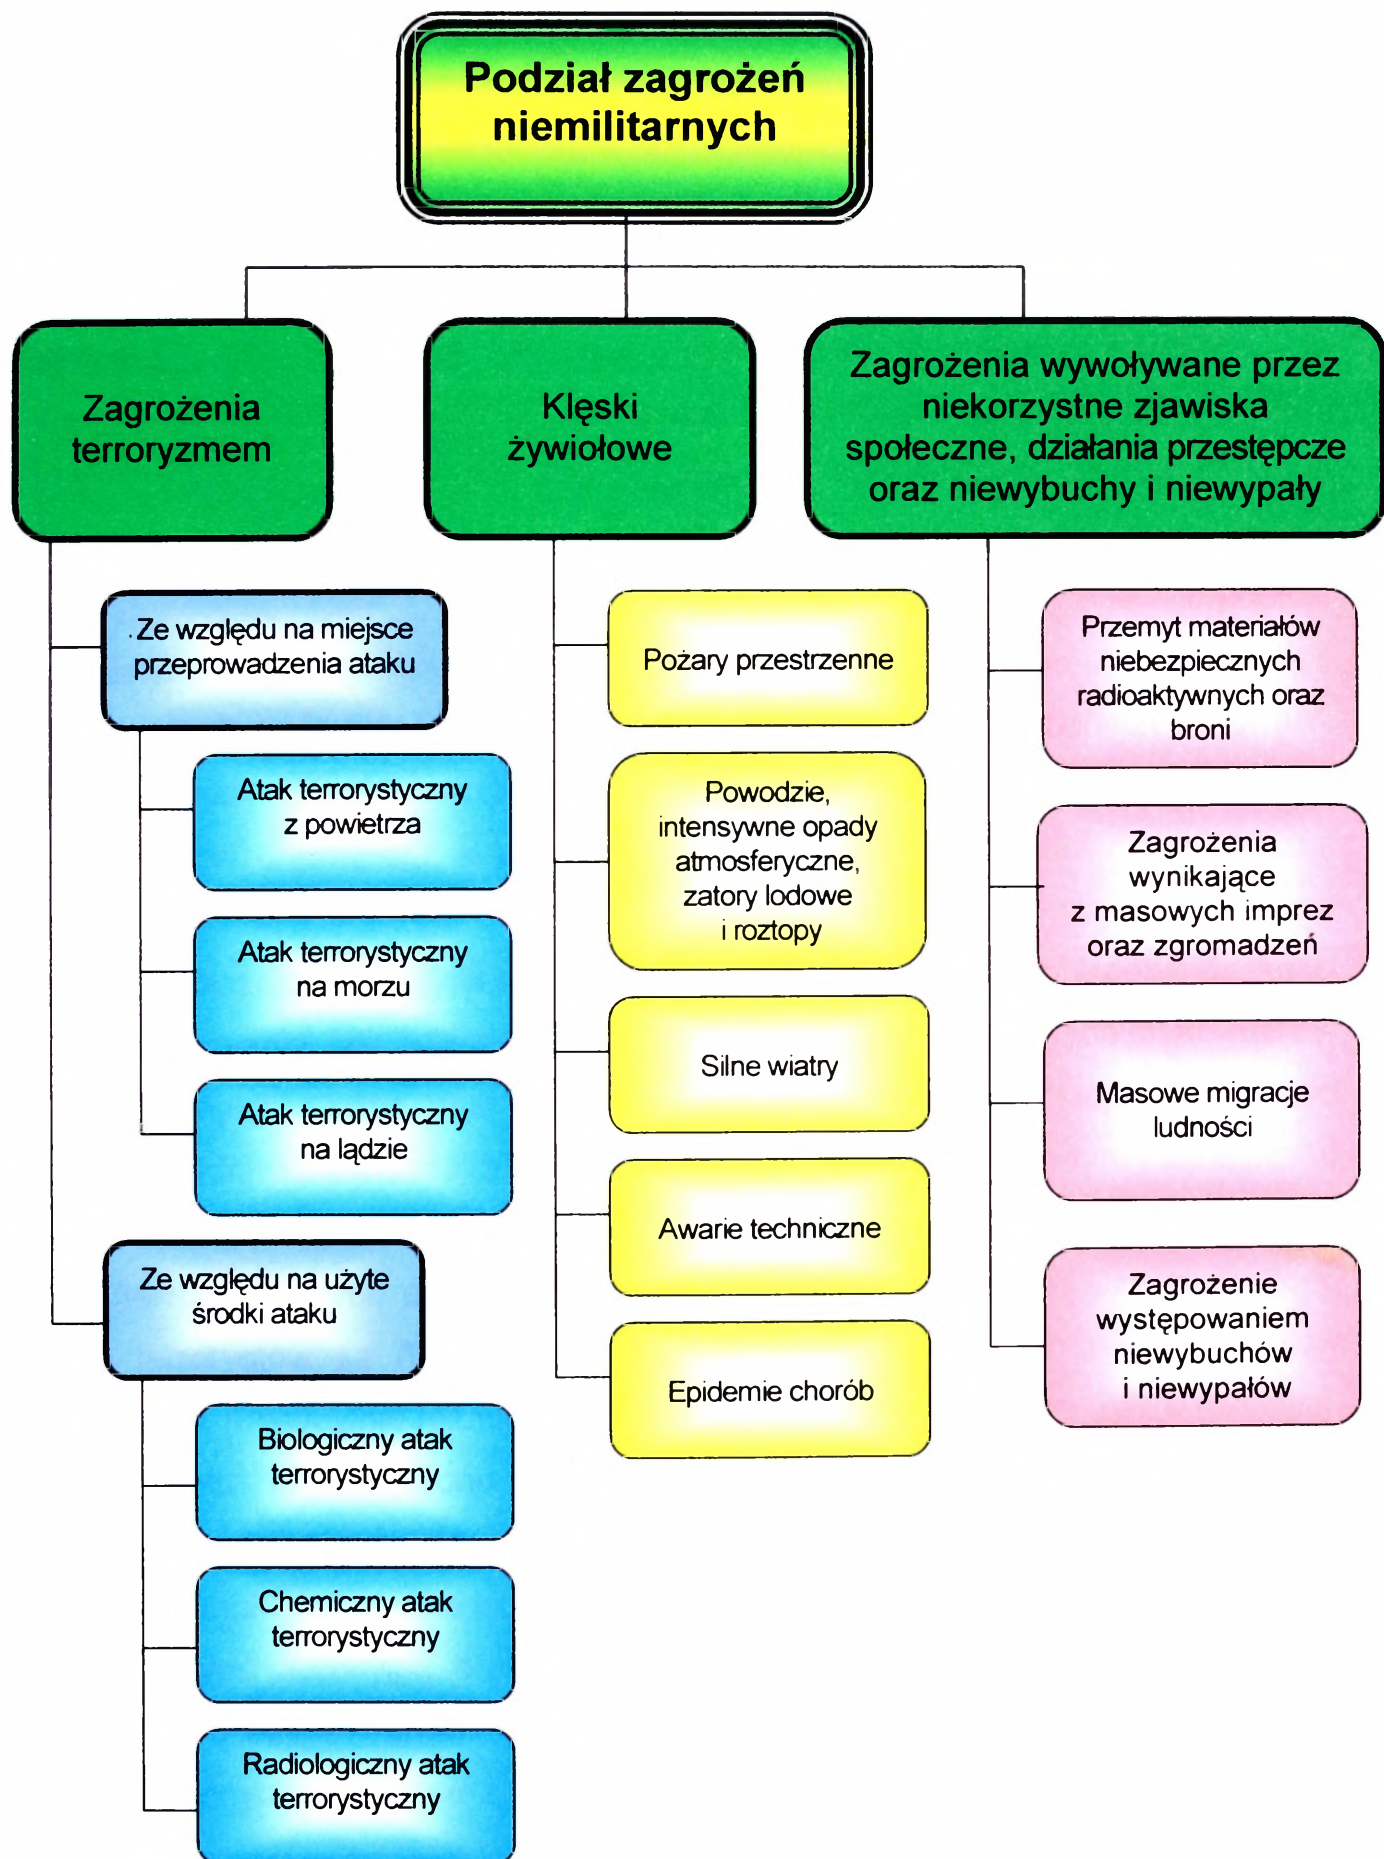 Podział zagrożeń
niemilitarnych
Zagrożenia
terroryzmem
Klęski
żywiołowe
Zagrożenia wywoływane przez
niekorzystne zjawiska
społeczne, działania przestępcze
oraz niewybuchy i niewypały
Ze względu na miejsce
przeprowadzenia ataku
Atak terrorystyczny
z powietrza
Atak terrorystyczny
na morzu
Atak terrorystyczny
na lądzie
Ze względu na użyte
środki ataku
Biologiczny atak
terrorystyczny
Chemiczny atak
terrorystyczny
Radiologiczny atak
terrorystyczny
Pożary przestrzenne
Powodzie,
intensywne opady
atmosferyczne,
zatory lodowe
i roztopy
Silne wiatry
Awarie techniczne
Epidemie chorób
Przemyt materiałów
niebezpiecznych
radioaktywnych oraz
broni
Zagrożenia
wynikające
z masowych imprez
oraz zgromadzeń
Masowe migracje
ludności
Zagrożenie
występowaniem
niewybuchów
i niewypałów